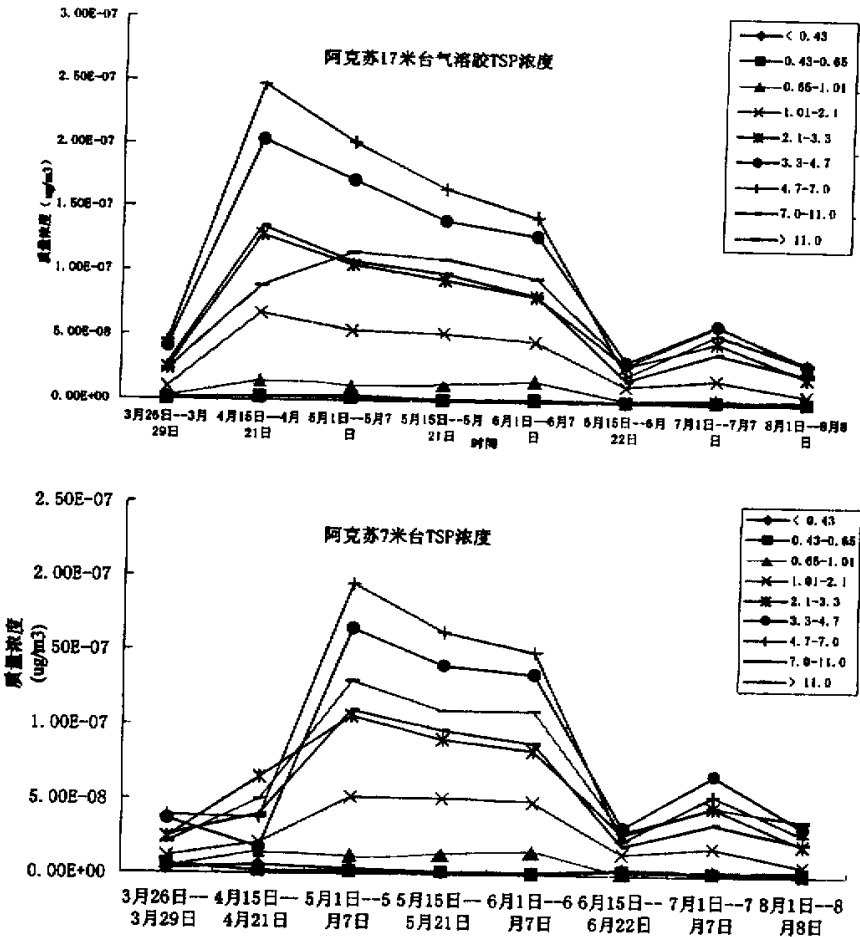 3.00E-07
阿克苏17米台气溶胶TSP浓度
2.50E-07
2.00E-07
1.50E-07
1.00E-07
5.00E-08
0.00E+00
质量浓度(ug/m3)
< 0.43
0.43-0.65
0.65-1.01
1.01-2.1
2.1-3.3
3.3-4.7
4.7-7.0
7.0-11.0
> 11.0
3月26日--3月 4月15日--4月 5月1日--5月7 5月15日--5月 6月1日--6月7 6月15日--6月 7月1日--7月7 8月1日--8月8
29日 21日 日 21日 日 22日 日 日
时间
2.50E-07
阿克苏7米台TSP浓度
2.00E-07
50E-07
1.00E-07
5.00E-08
0.00E+00
质量浓度
(ug/m3)
< 0.43
0.43-0.65
0.65-1.01
1.01-2.1
2.1-3.3
3.3-4.7
4.7-7.0
7.0-11.0
> 11.0
3月26日-- 4月15日-- 5月1日--5 5月15日-- 6月1日--6 6月15日-- 7月1日--7 8月1日--8
3月29日 4月21日 月7日 5月21日 月7日 6月22日 月7日 月8日